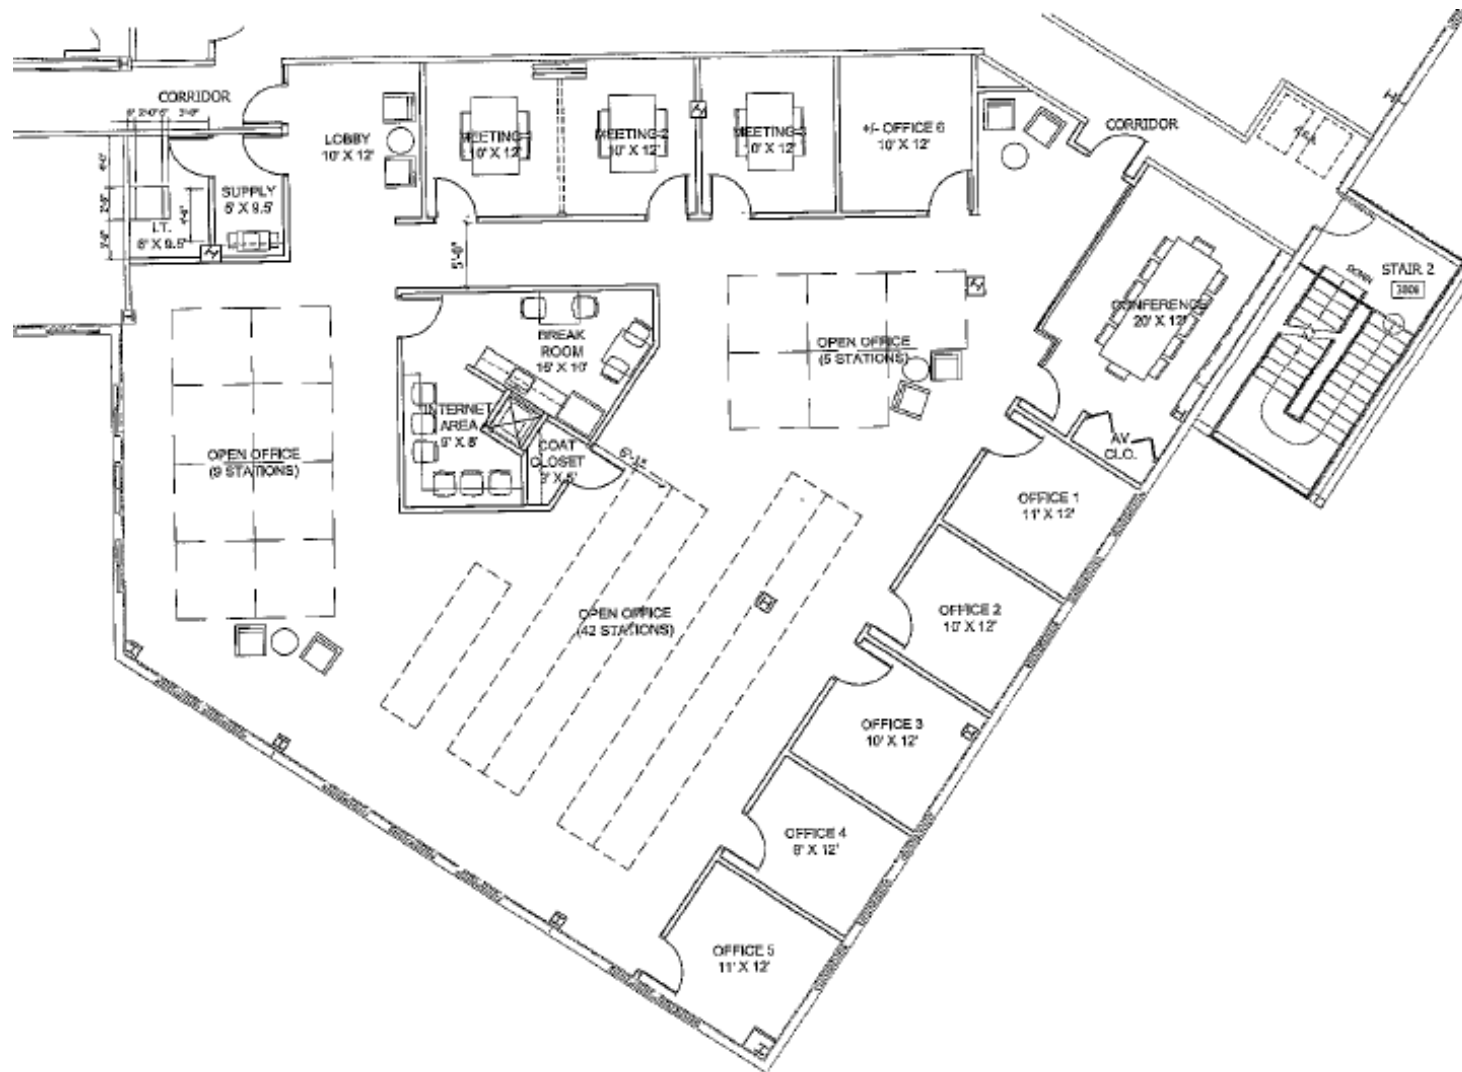 CORRIDOR
LOBBY
10' X 12'
SUPPLY
6' X 9.5'
I.T.
6' X 9.5'
MEETING 1
10' X 12'
MEETING 2
10' X 12'
MEETING 3
10' X 12'
+/- OFFICE 6
10' X 12'
CORRIDOR
5'-0"
BREAK
ROOM
15' X 10'
INTERNET
AREA
9' X 8'
COAT
CLOSET
OPEN OFFICE
(5 STATIONS)
CONFERENCE
20' X 12'
AV
CLO.
DOWN
STAIR 2
OPEN OFFICE
(9 STATIONS)
OPEN OFFICE
(42 STATIONS)
OFFICE 1
11' X 12'
OFFICE 2
10' X 12'
OFFICE 3
10' X 12'
OFFICE 4
9' X 12'
OFFICE 5
11' X 12'